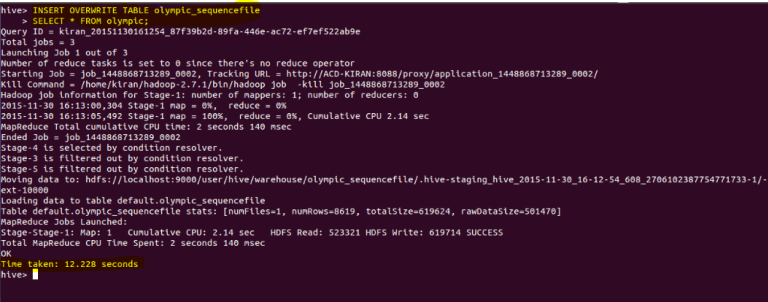 hive> INSERT OVERWRITE TABLE olympic_sequencefile
> SELECT * FROM olympic;
Query ID = kiran_20151130161254_87f39b2d-89fa-446e-ac72-ef7ef522ab9e
Total jobs = 3
Launching Job 1 out of 3
Number of reduce tasks is set to 0 since there's no reduce operator
Starting Job = job_1448868713289_0002, Tracking URL = http://ACD-KIRAN:8088/proxy/application_1448868713289_0002/
Kill Command = /home/kiran/hadoop-2.7.1/bin/hadoop job  -kill job_1448868713289_0002
Hadoop job information for Stage-1: number of mappers: 1; number of reducers: 0
2015-11-30 16:13:00,304 Stage-1 map = 0%,  reduce = 0%
2015-11-30 16:13:05,492 Stage-1 map = 100%,  reduce = 0%, Cumulative CPU 2.14 sec
MapReduce Total cumulative CPU time: 2 seconds 140 msec
Ended Job = job_1448868713289_0002
Stage-4 is selected by condition resolver.
Stage-3 is filtered out by condition resolver.
Stage-5 is filtered out by condition resolver.
Moving data to: hdfs://localhost:9000/user/hive/warehouse/olympic_sequencefile/.hive-staging_hive_2015-11-30_16-12-54_608_2706102387754771733-1/-
ext-10000
Loading data to table default.olympic_sequencefile
Table default.olympic_sequencefile stats: [numFiles=1, numRows=8619, totalSize=619624, rawDataSize=501470]
MapReduce Jobs Launched:
Stage-Stage-1: Map: 1   Cumulative CPU: 2.14 sec   HDFS Read: 523321 HDFS Write: 619714 SUCCESS
Total MapReduce CPU Time Spent: 2 seconds 140 msec
OK
Time taken: 12.228 seconds
hive>